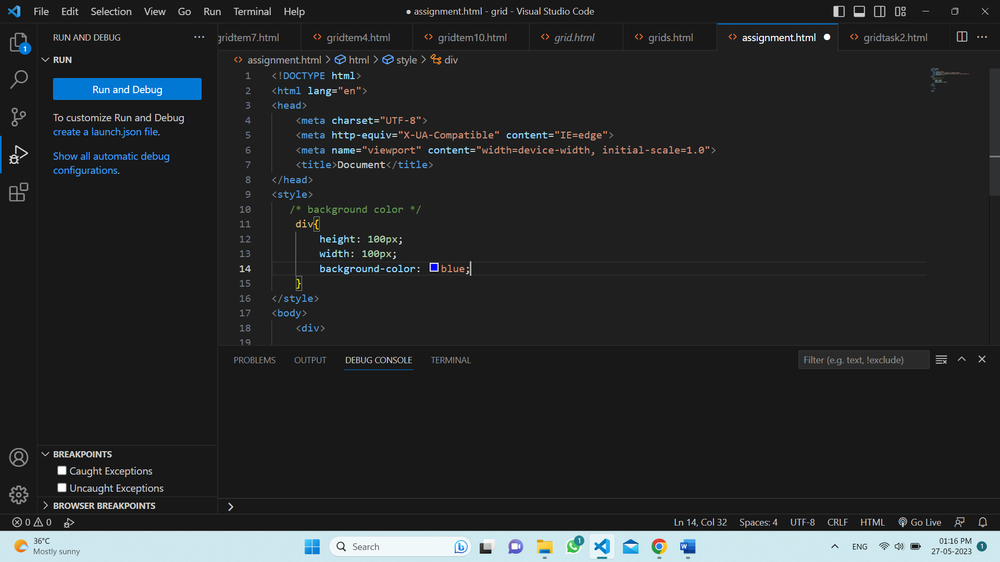 File Edit Selection View Go Run Terminal Help
● assignment.html - grid - Visual Studio Code
RUN AND DEBUG
gridtem7.html gridtem4.html gridtem10.html grid.html grids.html assignment.html gridtask2.html
1
RUN
Run and Debug
To customize Run and Debug
create a launch.json file.
Show all automatic debug
configurations.
assignment.html > html > style > div
1 <!DOCTYPE html>
2 <html lang="en">
3 <head>
4 <meta charset="UTF-8">
5 <meta http-equiv="X-UA-Compatible" content="IE=edge">
6 <meta name="viewport" content="width=device-width, initial-scale=1.0">
7 <title>Document</title>
8 </head>
9 <style>
10 /* background color */
11 div{
12 height: 100px;
13 width: 100px;
14 background-color: blue;
15 }
16 </style>
17 <body>
18 <div>
19
PROBLEMS OUTPUT DEBUG CONSOLE TERMINAL
Filter (e.g. text, !exclude)
BREAKPOINTS
Caught Exceptions
Uncaught Exceptions
BROWSER BREAKPOINTS
0 0
Ln 14, Col 32 Spaces: 4 UTF-8 CRLF HTML Go Live
36°C
Mostly sunny
Search
1
ENG
01:16 PM
27-05-2023
1